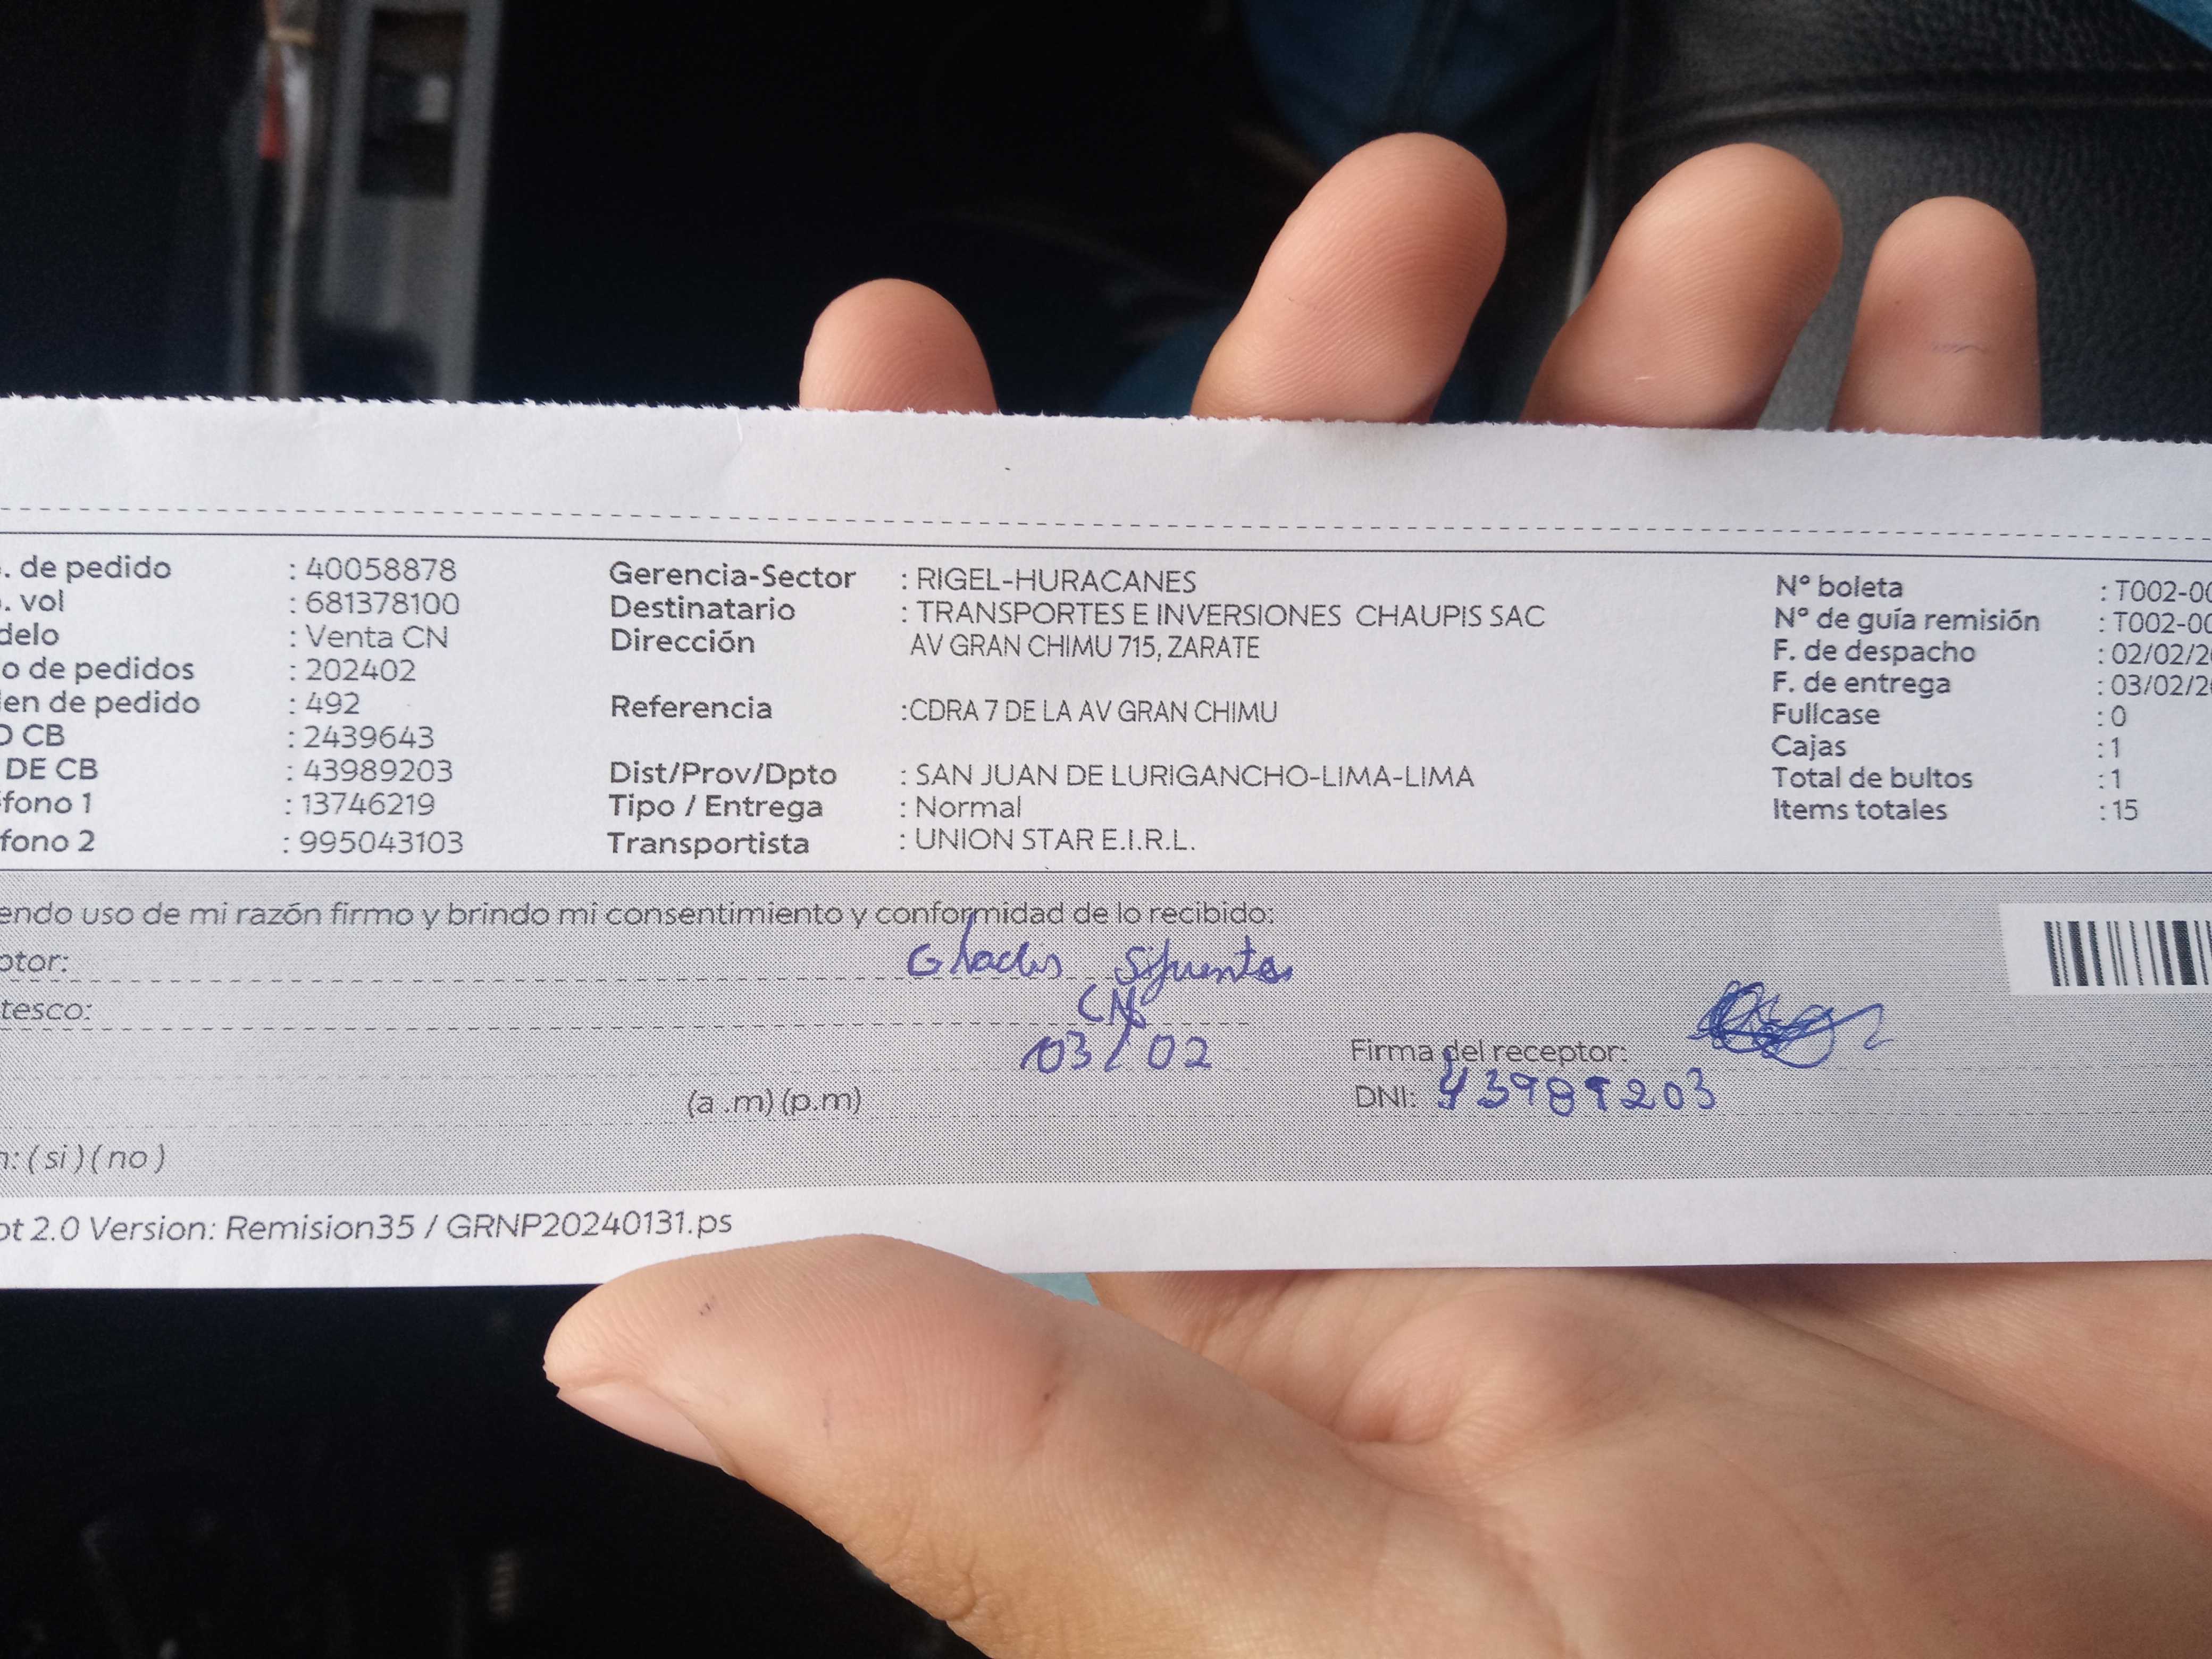 . de pedido : 40058878 Gerencia-Sector : RIGEL-HURACANES Nº boleta : T002-00
. vol : 681378100 Destinatario : TRANSPORTES E INVERSIONES CHAUPIS SAC Nº de guía remisión : T002-00
delo : Venta CN Dirección AV GRAN CHIMU 715, ZARATE F. de despacho : 02/02/2
o de pedidos : 202402 F. de entrega : 03/02/2
en de pedido : 492 Referencia :CDRA 7 DE LA AV GRAN CHIMU Fullcase : 0
O CB : 2439643 Cajas : 1
DE CB : 43989203 Dist/Prov/Dpto : SAN JUAN DE LURIGANCHO-LIMA-LIMA Total de bultos : 1
fono 1 : 13746219 Tipo / Entrega : Normal Items totales : 15
fono 2 : 995043103 Transportista : UNION STAR E.I.R.L.
endo uso de mi razón firmo y brindo mi consentimiento y conformidad de lo recibido:
ptor: Gladis Sifuentes
tesco: CN
03/02 Firma del receptor:
(a .m) (p.m) DNI: 43989203
n: ( si ) ( no )
ot 2.0 Version: Remision35 / GRNP20240131.ps